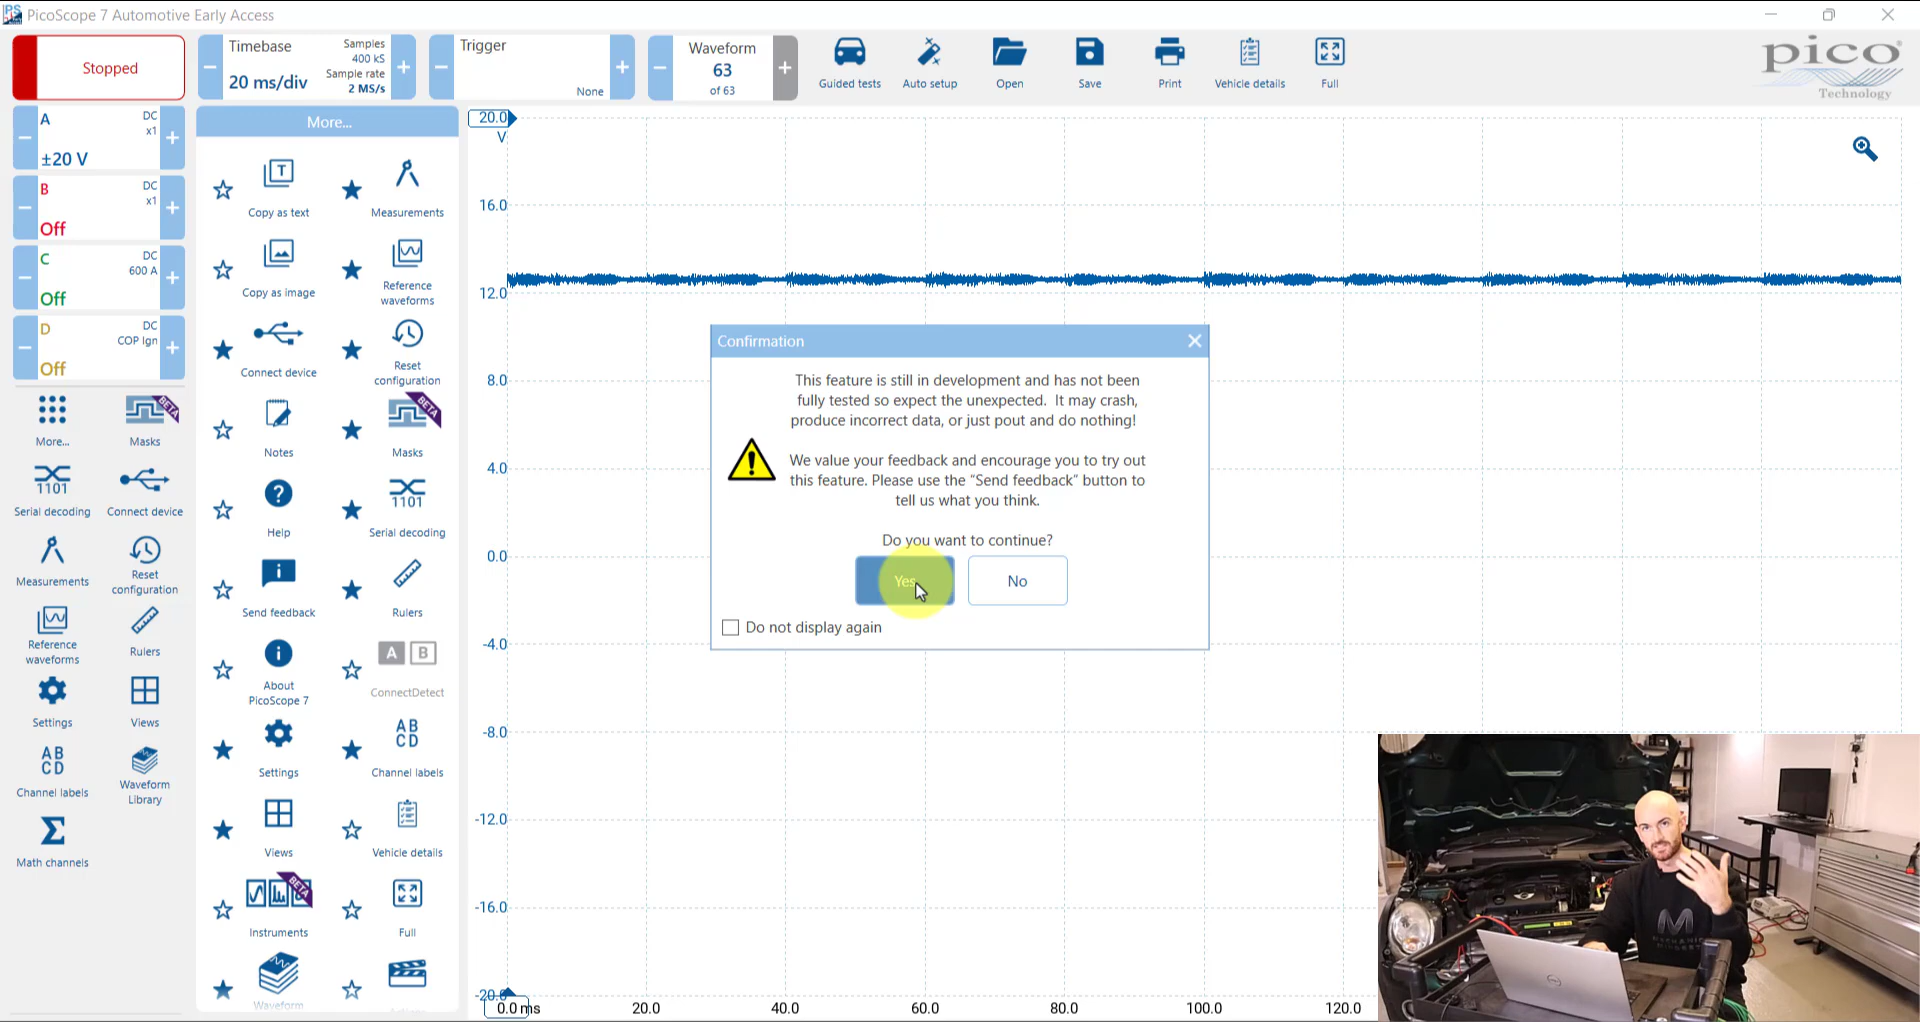 PicoScope 7 Automotive Early Access
Stopped
Timebase
20 ms/div
Samples
400 kS
Sample rate
2 MS/s
Trigger
None
Waveform
63
of 63
Guided tests
Auto setup
Open
Save
Print
Vehicle details
Full
pico
Technology
A
DC
x1
±20 V
B
DC
x1
Off
C
DC
600 A
Off
D
DC
COP Ign
Off
More...
BETA
Masks
1101
Serial decoding
Connect device
Measurements
Reset
configuration
Reference
waveforms
Rulers
Settings
Views
A B
C D
Channel labels
Waveform
Library
Σ
Math channels
More...
T
Copy as text
Measurements
Copy as image
Reference
waveforms
Connect device
Reset
configuration
Notes
BETA
Masks
?
Help
1101
Serial decoding
i
Send feedback
Rulers
i
About
PicoScope 7
A B
ConnectDetect
Settings
A B
C D
Channel labels
Views
Vehicle details
BETA
Instruments
Full
Waveform
20.0
V
16.0
12.0
8.0
4.0
0.0
-4.0
-8.0
-12.0
-16.0
-20.0
0.0 ms
20.0
40.0
60.0
80.0
100.0
120.0
Confirmation
This feature is still in development and has not been
fully tested so expect the unexpected. It may crash,
produce incorrect data, or just pout and do nothing!
We value your feedback and encourage you to try out
this feature. Please use the "Send feedback" button to
tell us what you think.
Do you want to continue?
Yes
No
Do not display again